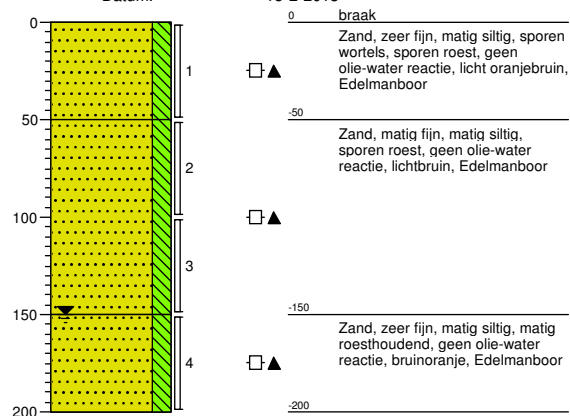 0
braak
0
Zand, zeer fijn, matig siltig, sporen
wortels, sporen roest, geen
olie-water reactie, licht oranjebruin,
Edelmanboor
1
50
-50
Zand, matig fijn, matig siltig,
sporen roest, geen olie-water
reactie, lichtbruin, Edelmanboor
2
100
3
150
-150
Zand, zeer fijn, matig siltig, matig
roesthoudend, geen olie-water
reactie, bruinoranje, Edelmanboor
4
200
-200